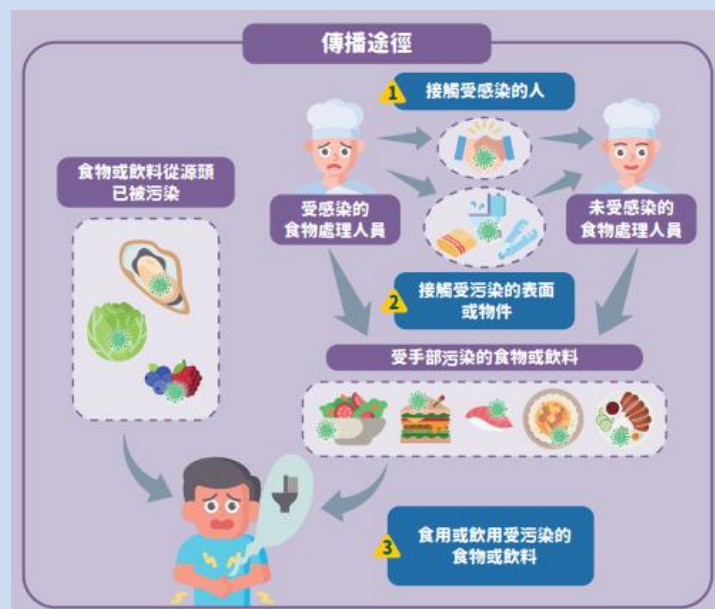 傳播途徑
1
接觸受感染的人
食物或飲料從源頭
已被污染
受感染的
食物處理人員
未受感染的
食物處理人員
2
接觸受污染的表面
或物件
受手部污染的食物或飲料
3
食用或飲用受污染的
食物或飲料